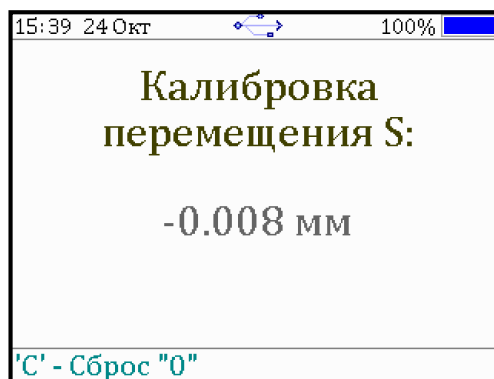 15:39 24 Окт 100%
Калибровка
перемещения S:
-0.008 мм
'C' - Сброс "0"